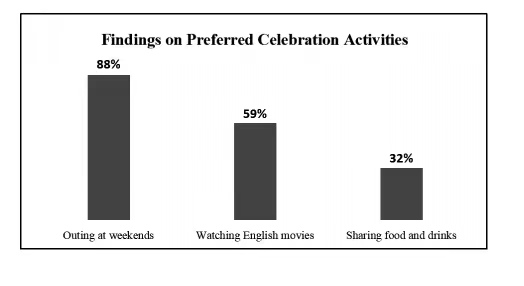 Findings on Preferred Celebration Activities
88%
59%
32%
Outing at weekends
Watching English movies
Sharing food and drinks